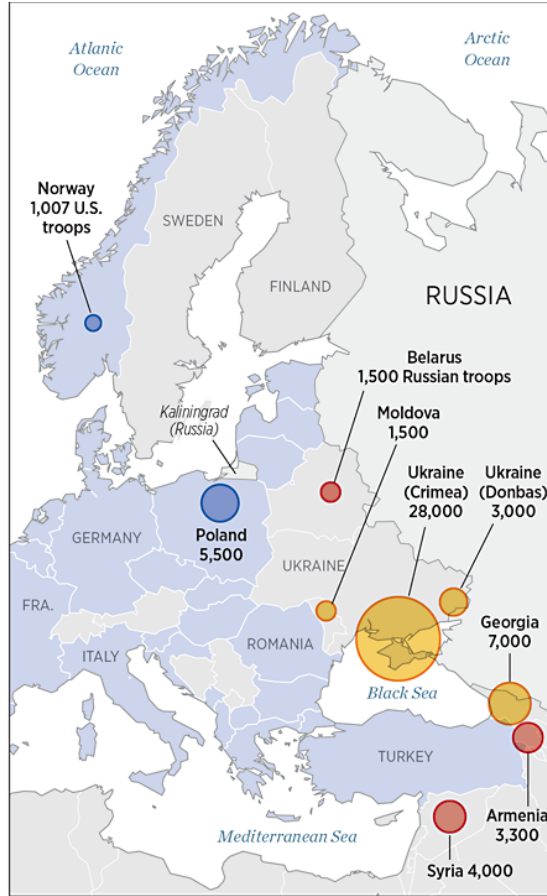 Atlanic
Ocean
Arctic
Ocean
Norway
1,007 U.S.
troops
SWEDEN
FINLAND
RUSSIA
Belarus
1,500 Russian troops
Kaliningrad
(Russia)
Moldova
1,500
Ukraine
(Crimea)
28,000
Ukraine
(Donbas)
3,000
GERMANY
Poland
5,500
UKRAINE
FRA.
ITALY
ROMANIA
Georgia
7,000
Black Sea
TURKEY
Armenia
3,300
Mediterranean Sea
Syria 4,000